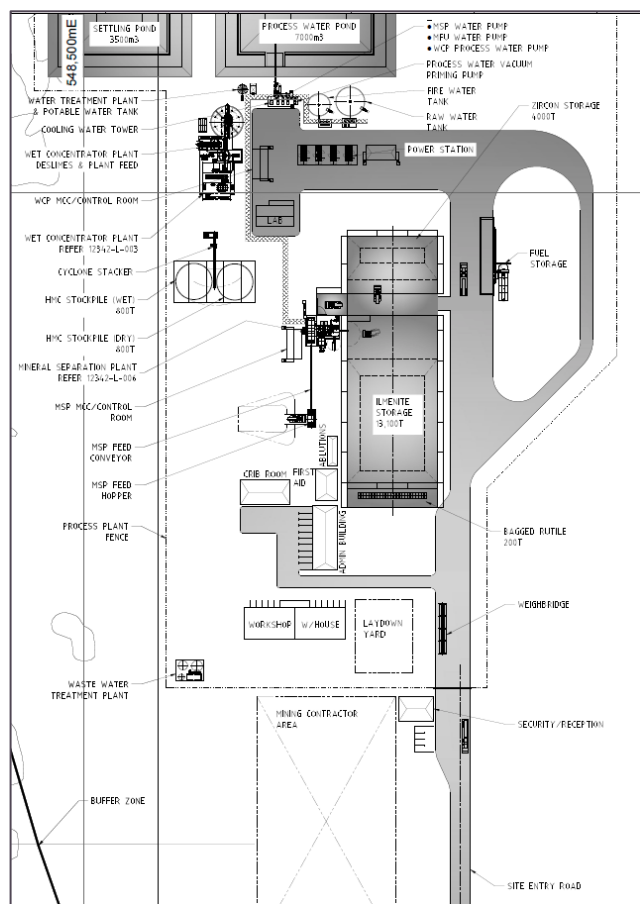 SETTLING POND
3500m3
548,500mE
PROCESS WATER POND
7000m3
MSP WATER PUMP
MFU WATER PUMP
WCP PROCESS WATER PUMP
PROCESS WATER VACUUM
PRIMING PUMP
FIRE WATER
TANK
RAW WATER
TANK
ZIRCON STORAGE
4000T
WATER TREATMENT PLANT
& POTABLE WATER TANK
COOLING WATER TOWER
WET CONCENTRATOR PLANT
DESLIMES & PLANT FEED
POWER STATION
WCP MCC/CONTROL ROOM
LAB
WET CONCENTRATOR PLANT
REFER 12342-L-003
CYCLONE STACKER
FUEL
STORAGE
HMC STOCKPILE (WET)
800T
HMC STOCKPILE (DRY)
800T
MINERAL SEPARATION PLANT
REFER 12342-L-006
MSP MCC/CONTROL
ROOM
ILMENITE
STORAGE
13,100T
MSP FEED
CONVEYOR
ABLUTIONS
MSP FEED
HOPPER
CRIB ROOM
FIRST
AID
PROCESS PLANT
FENCE
ADMIN BUILDING
BAGGED RUTILE
200T
WEIGHBRIDGE
WORKSHOP
W/HOUSE
LAYDOWN
YARD
WASTE WATER
TREATMENT PLANT
MINING CONTRACTOR
AREA
SECURITY/RECEPTION
BUFFER ZONE
SITE ENTRY ROAD